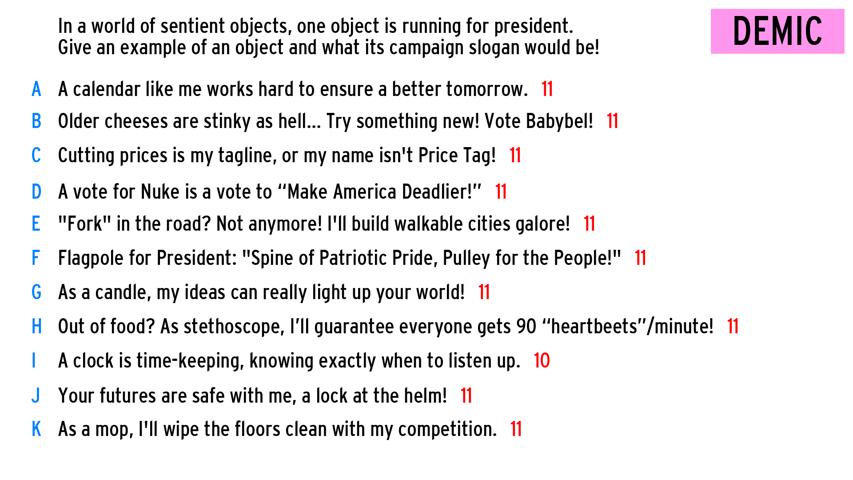 In a world of sentient objects, one object is running for president.
Give an example of an object and what its campaign slogan would be!
DEMIC
A A calendar like me works hard to ensure a better tomorrow. 11
B Older cheeses are stinky as hell... Try something new! Vote Babybel! 11
C Cutting prices is my tagline, or my name isn't Price Tag! 11
D A vote for Nuke is a vote to “Make America Deadlier!” 11
E "Fork" in the road? Not anymore! I'll build walkable cities galore! 11
F Flagpole for President: "Spine of Patriotic Pride, Pulley for the People!" 11
G As a candle, my ideas can really light up your world! 11
H Out of food? As stethoscope, I’ll guarantee everyone gets 90 “heartbeets”/minute! 11
I A clock is time-keeping, knowing exactly when to listen up. 10
J Your futures are safe with me, a lock at the helm! 11
K As a mop, I'll wipe the floors clean with my competition. 11